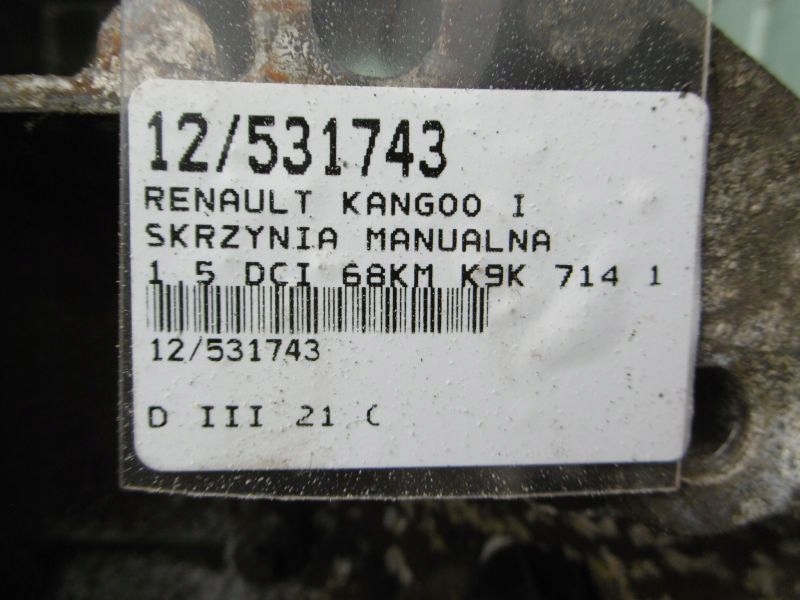 12/531743
RENAULT KANGOO I
SKRZYNIA MANUALNA
1.5 DCI 68KM K9K 714 1
12/531743
D III 21 C